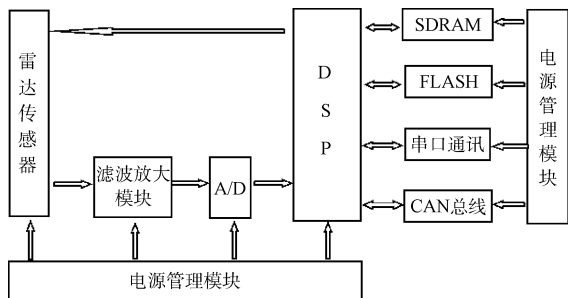 雷达传感器
滤波放大
模块
A/D
DSP
SDRAM
FLASH
串口通讯
CAN总线
电源管理模块
电源管理模块